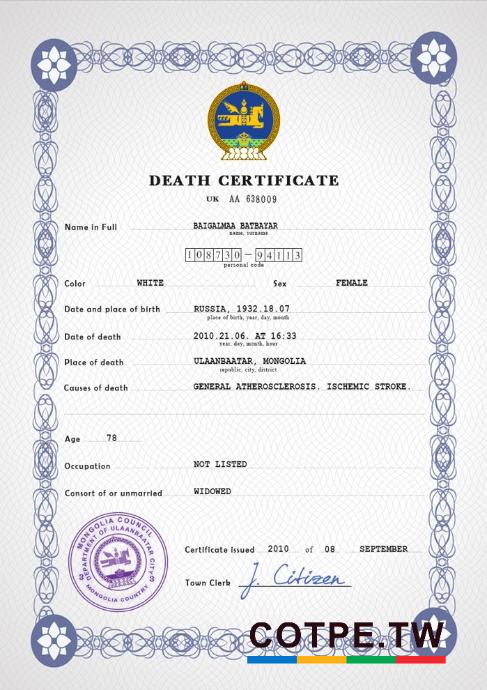 DEATH CERTIFICATE
UK AA 638009
Name in Full BAIGALMAA BATBAYAR
name, surname
108730-94113
personal code
Color WHITE Sex FEMALE
Date and place of birth RUSSIA, 1932.18.07
place of birth, year, day, month
Date of death 2010.21.06. AT 16:33
year, day, month, hour
Place of death ULAANBAATAR, MONGOLIA
republic, city, district
Causes of death GENERAL ATHEROSCLEROSIS. ISCHEMIC STROKE.
Age 78
Occupation NOT LISTED
Consort of or unmarried WIDOWED
MONGOLIA COUNCIL
DEPARTMENT OF ULAANBAATAR CITY
MONGOLIA COUNTRY
Certificate issued 2010 of 08 SEPTEMBER
Town Clerk J. Citizen
COTPE.TW